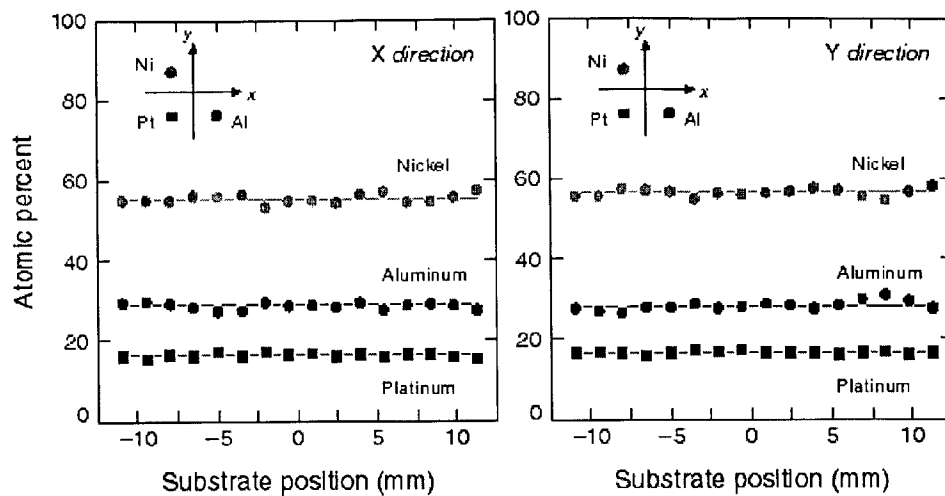 Atomic percent
100
80
60
40
20
0
y
X direction
Ni
x
Pt
Al
Nickel
Aluminum
Platinum
−10
−5
0
5
10
Substrate position (mm)
100
80
60
40
20
0
y
Y direction
Ni
x
Pt
Al
Nickel
Aluminum
Platinum
−10
−5
0
5
10
Substrate position (mm)